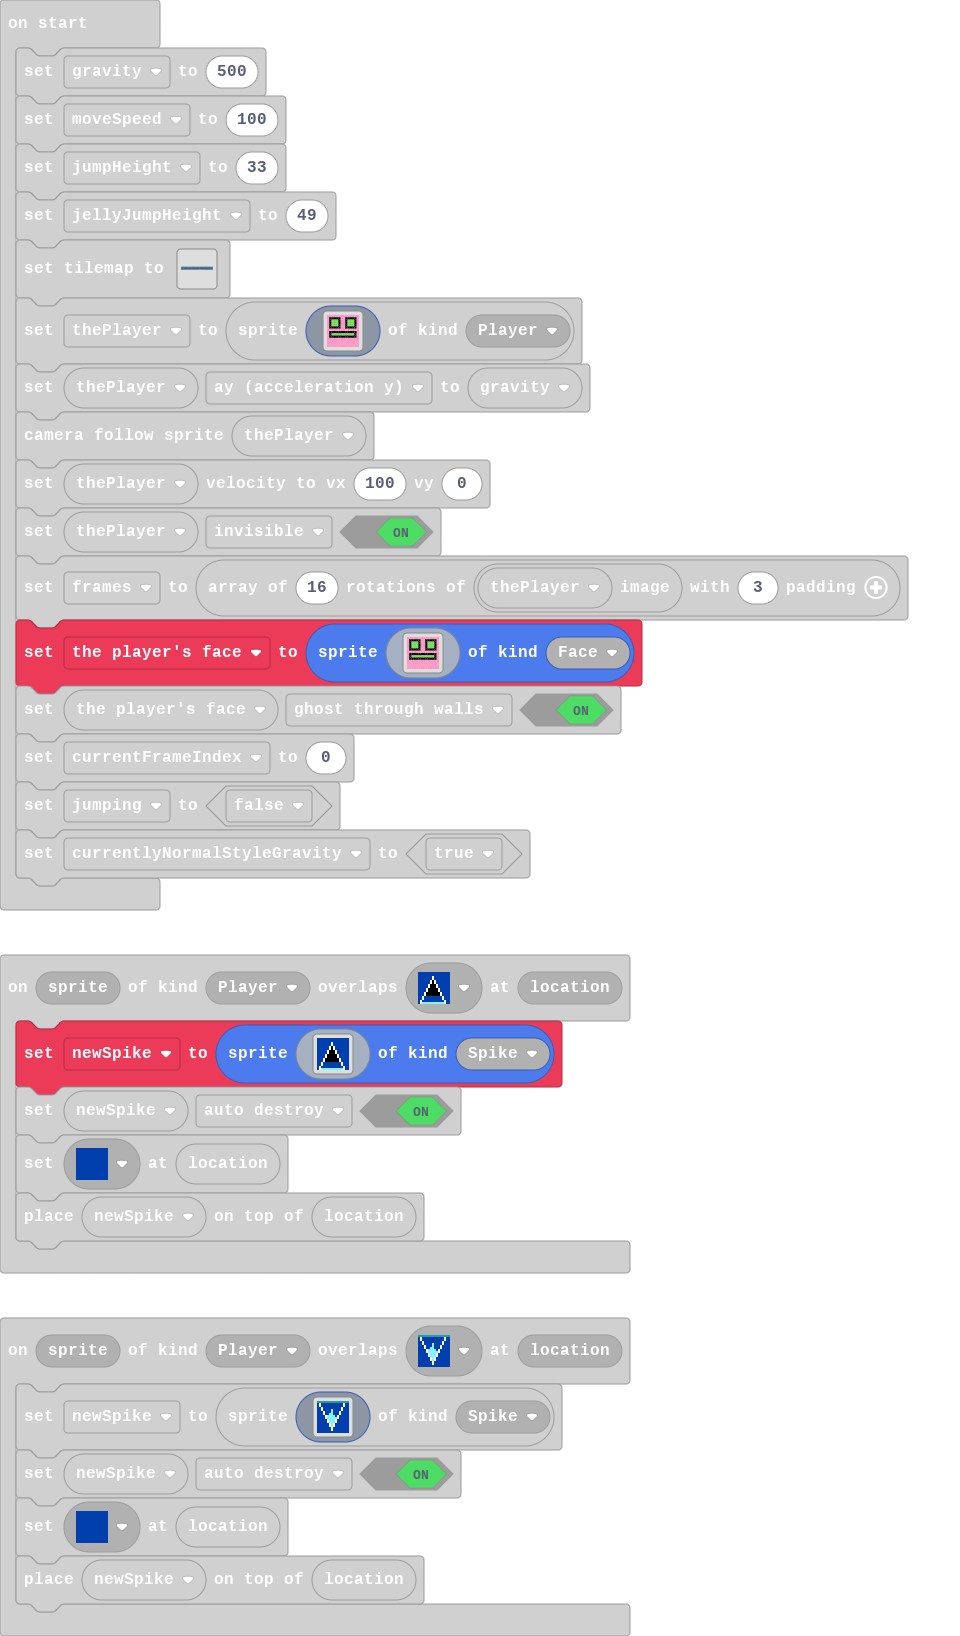 on start
set gravity to 500
set moveSpeed to 100
set jumpHeight to 33
set jellyJumpHeight to 49
set tilemap to
set thePlayer to sprite of kind Player
set thePlayer ay (acceleration y) to gravity
camera follow sprite thePlayer
set thePlayer velocity to vx 100 vy 0
set thePlayer invisible ON
set frames to array of 16 rotations of thePlayer image with 3 padding
set the player's face to sprite of kind Face
set the player's face ghost through walls ON
set currentFrameIndex to 0
set jumping to false
set currentlyNormalStyleGravity to true
on sprite of kind Player overlaps at location
set newSpike to sprite of kind Spike
set newSpike auto destroy ON
set at location
place newSpike on top of location
on sprite of kind Player overlaps at location
set newSpike to sprite of kind Spike
set newSpike auto destroy ON
set at location
place newSpike on top of location